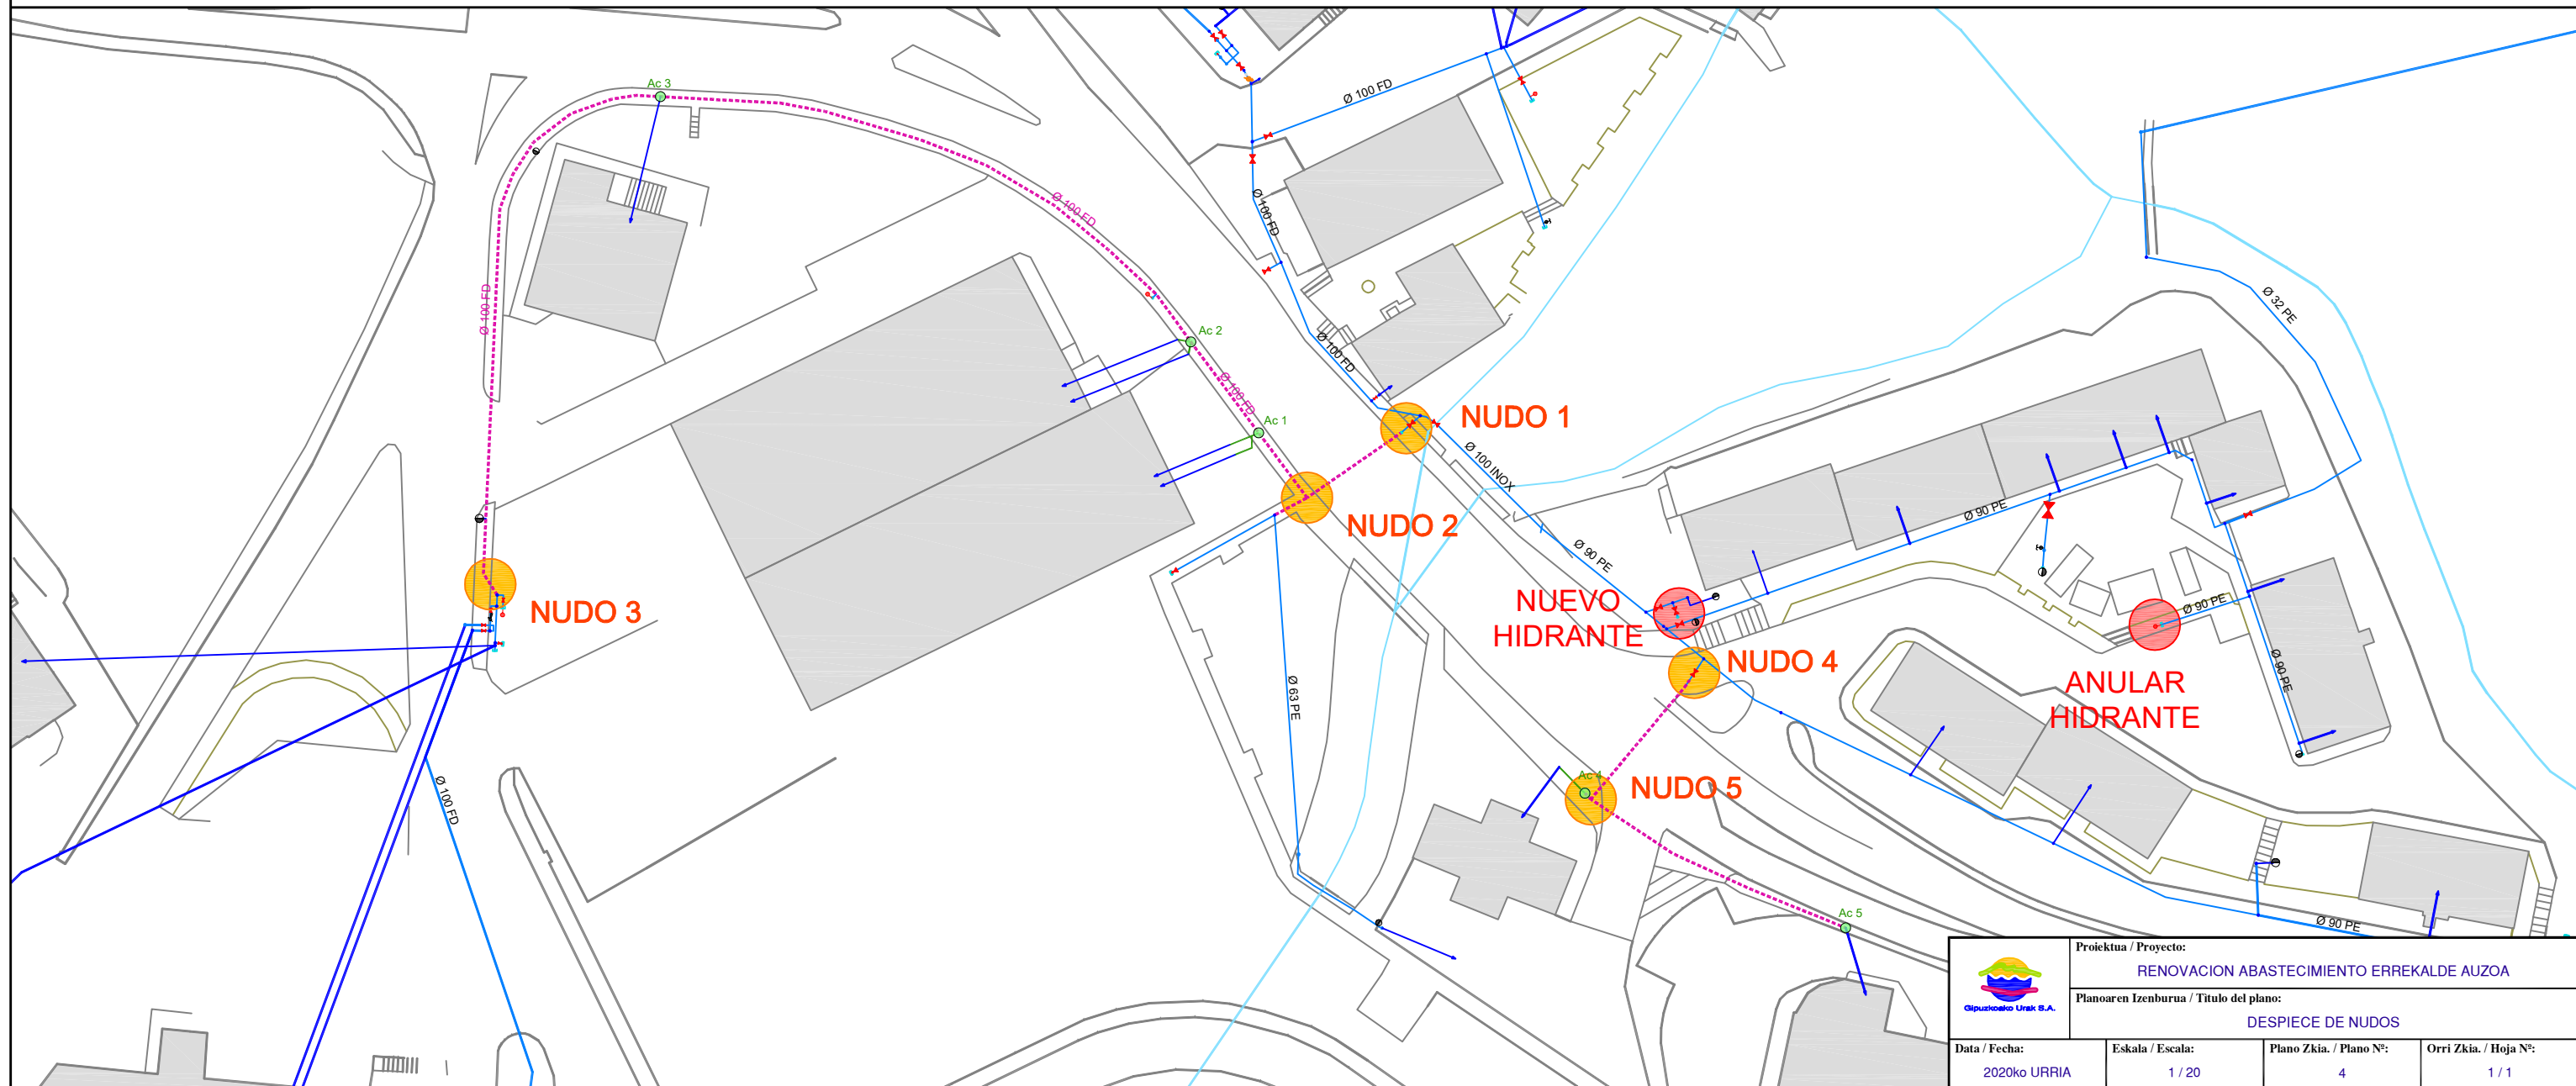 Ac 3
Ø 100 FD
Ø 100 FD
Ø 100 FD
Ø 100 FD
Ø 32 PE
Ø 100 FD
Ac 2
Ø 100 FD
Ø 100 FD
Ac 1
NUDO 1
Ø 100 INOX
NUDO 2
Ø 90 PE
Ø 90 PE
NUDO 3
NUEVO
HIDRANTE
Ø 90 PE
NUDO 4
ANULAR
HIDRANTE
Ø 90 PE
Ø 63 PE
Ac 4
NUDO 5
Ø 100 FD
Ac 5
Ø 90 PE
Gipuzkoako Urak S.A.
Proiektua / Proyecto:
RENOVACION ABASTECIMIENTO ERREKALDE AUZOA
Planoaren Izenburua / Titulo del plano:
DESPIECE DE NUDOS
Data / Fecha:
2020ko URRIA
Eskala / Escala:
1 / 20
Plano Zkia. / Plano Nº:
4
Orri Zkia. / Hoja Nº:
1 / 1